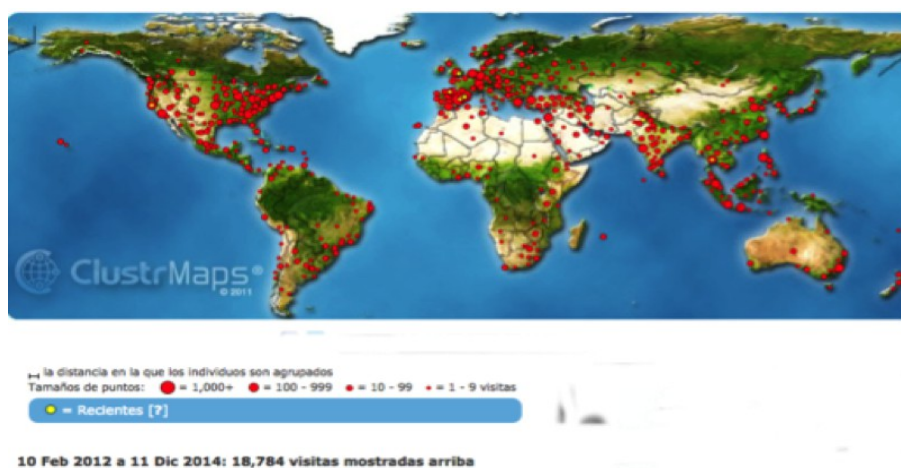 ClustrMaps®
© 2011
la distancia en la que los individuos son agrupados
Tamaños de puntos: = 1,000+ = 100 - 999 = 10 - 99 = 1 - 9 visitas
= Recientes [?]
10 Feb 2012 a 11 Dic 2014: 18,784 visitas mostradas arriba